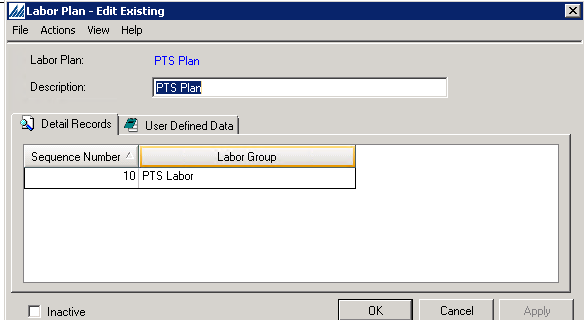 Labor Plan - Edit Existing
File Actions View Help
Labor Plan: PTS Plan
Description: PTS Plan
Detail Records User Defined Data
Sequence Number Labor Group
10 PTS Labor
Inactive OK Cancel Apply